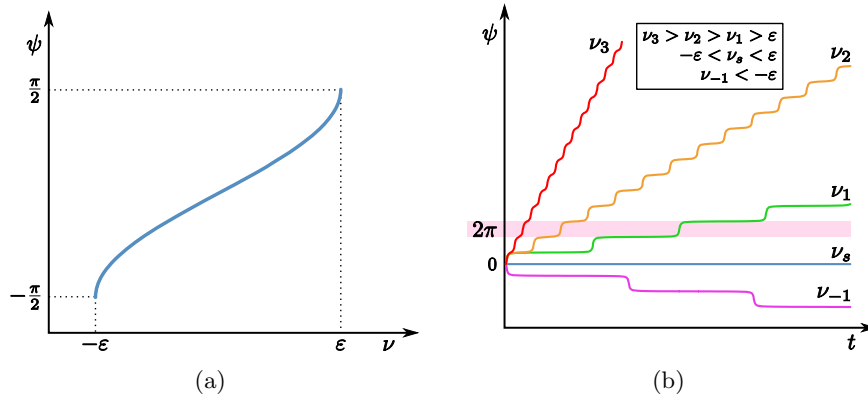 ψ
π/2
−π/2
−ε
ε
ν
(a)
ψ
ν₃
ν₃ > ν₂ > ν₁ > ε
−ε < νₛ < ε
ν₋₁ < −ε
ν₂
ν₁
2π
νₛ
0
ν₋₁
t
(b)